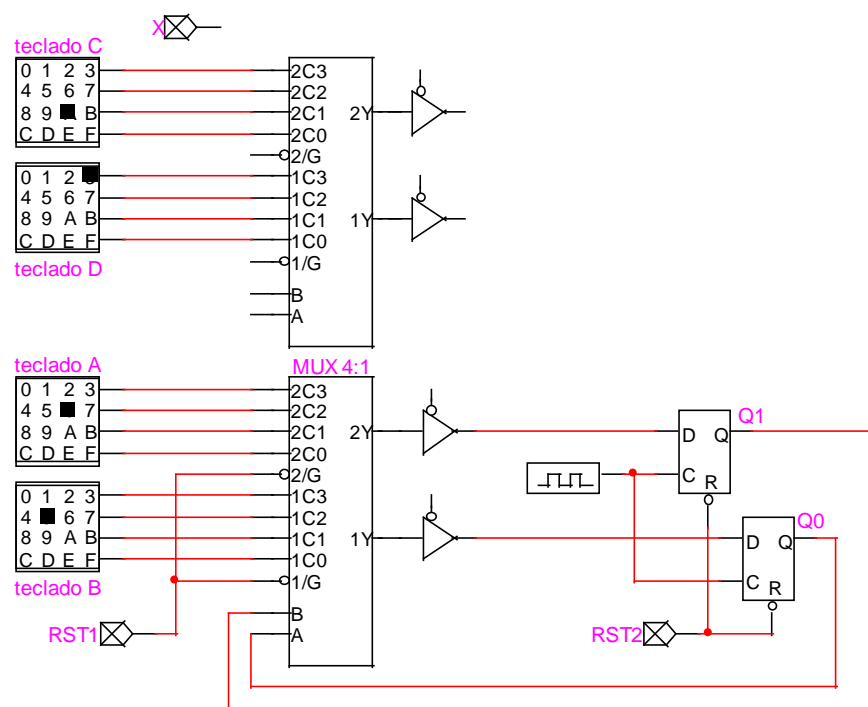 X
teclado C
0 1 2 3
4 5 6 7
8 9 B
C D E F
2C3
2C2
2C1
2C0
2/G
1C3
1C2
1C1
1C0
1/G
B
A
2Y
1Y
0 1 2
4 5 6 7
8 9 A B
C D E F
teclado D
teclado A
0 1 2 3
4 5 7
8 9 A B
C D E F
MUX 4:1
2C3
2C2
2C1
2C0
2/G
1C3
1C2
1C1
1C0
1/G
B
A
2Y
1Y
0 1 2 3
4 6 7
8 9 A B
C D E F
teclado B
RST1
Q1
D Q
C R
Q0
D Q
C R
RST2